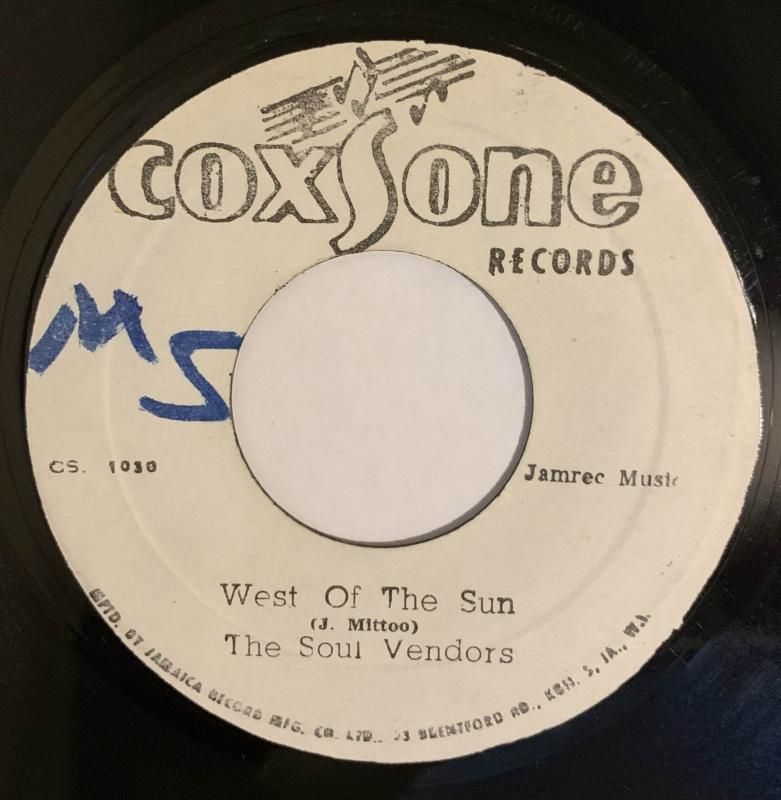 coxsone
RECORDS
MS
CS. 1030
Jamrec Music
West Of The Sun
(J. Mittoo)
The Soul Vendors
MFTD. BY JAMAICA RECORD MFG. CO. LTD., 23 BRENTFORD RD., KGN. 5, JA., W.I.